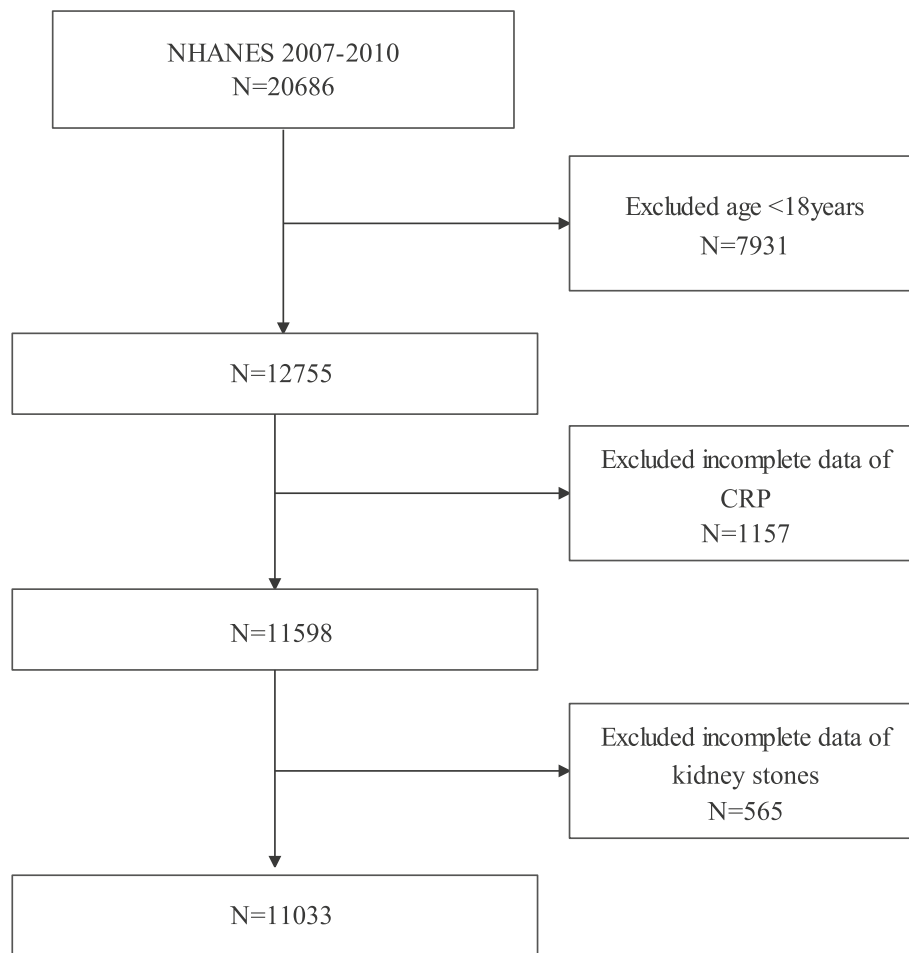 NHANES 2007-2010
N=20686
Excluded age <18years
N=7931
N=12755
Excluded incomplete data of
CRP
N=1157
N=11598
Excluded incomplete data of
kidney stones
N=565
N=11033